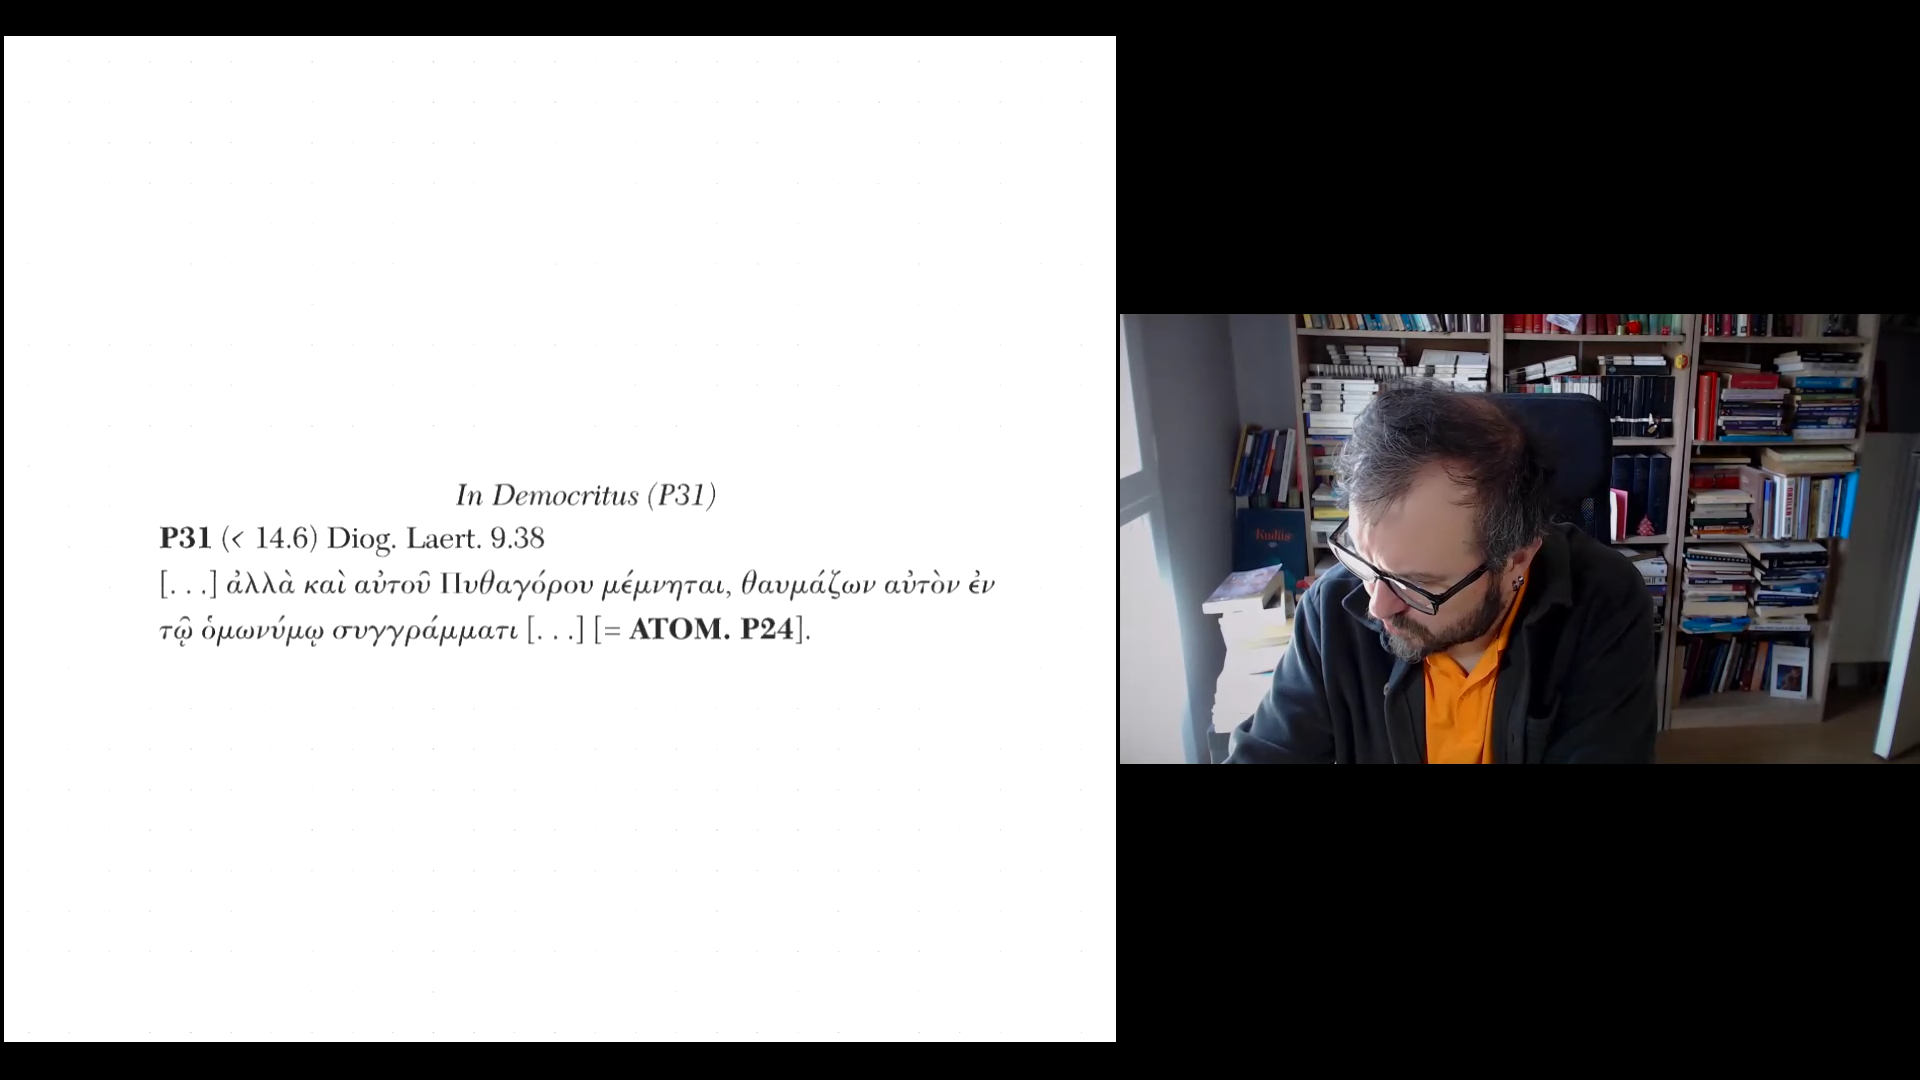 In Democritus (P31)
P31 (< 14.6) Diog. Laert. 9.38
[. . .] ἀλλὰ καὶ αὐτοῦ Πυθαγόρου μέμνηται, θαυμάζων αὐτὸν ἐν
τῷ ὁμωνύμῳ συγγράμματι [. . .] [= ATOM. P24].